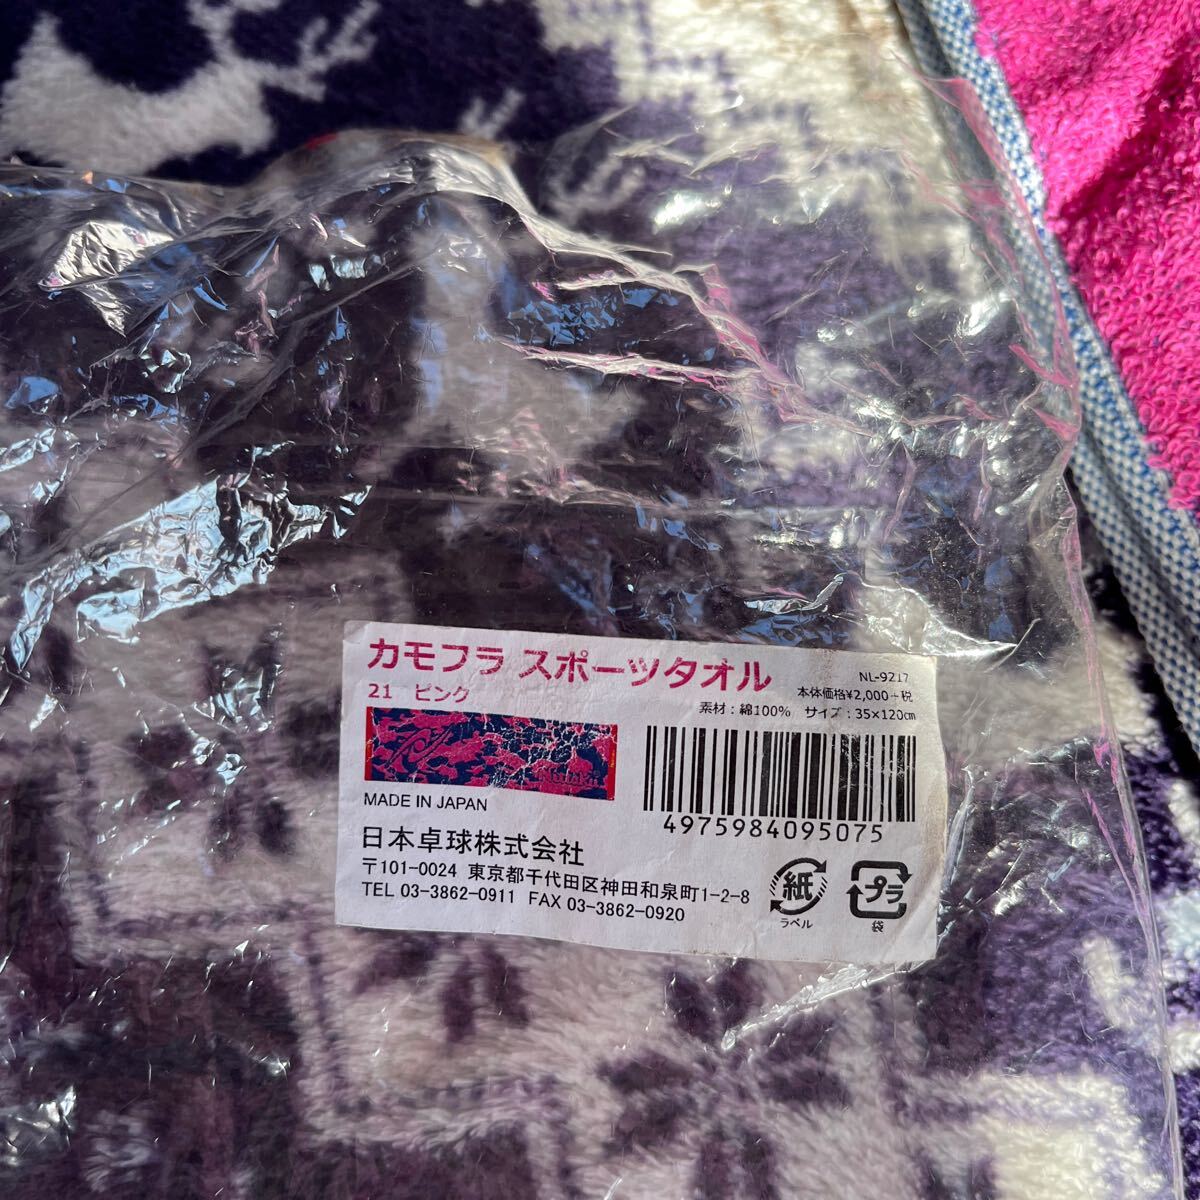 カモフラ スポーツタオル
NL-9217
21 ピンク
本体価格¥2,000+税
素材：綿100% サイズ：35×120cm
MADE IN JAPAN
4975984095075
日本卓球株式会社
〒101-0024 東京都千代田区神田和泉町1-2-8
TEL 03-3862-0911 FAX 03-3862-0920
紙
ラベル
プラ
袋